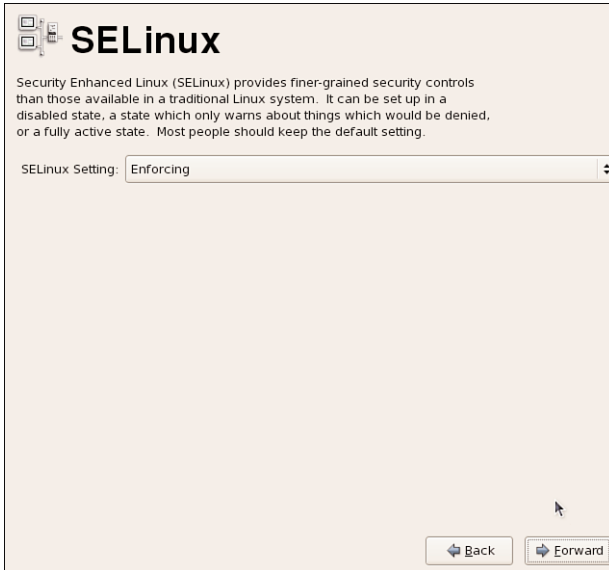 SELinux
Security Enhanced Linux (SELinux) provides finer-grained security controls
than those available in a traditional Linux system.  It can be set up in a
disabled state, a state which only warns about things which would be denied,
or a fully active state.  Most people should keep the default setting.
SELinux Setting: Enforcing
Back Forward